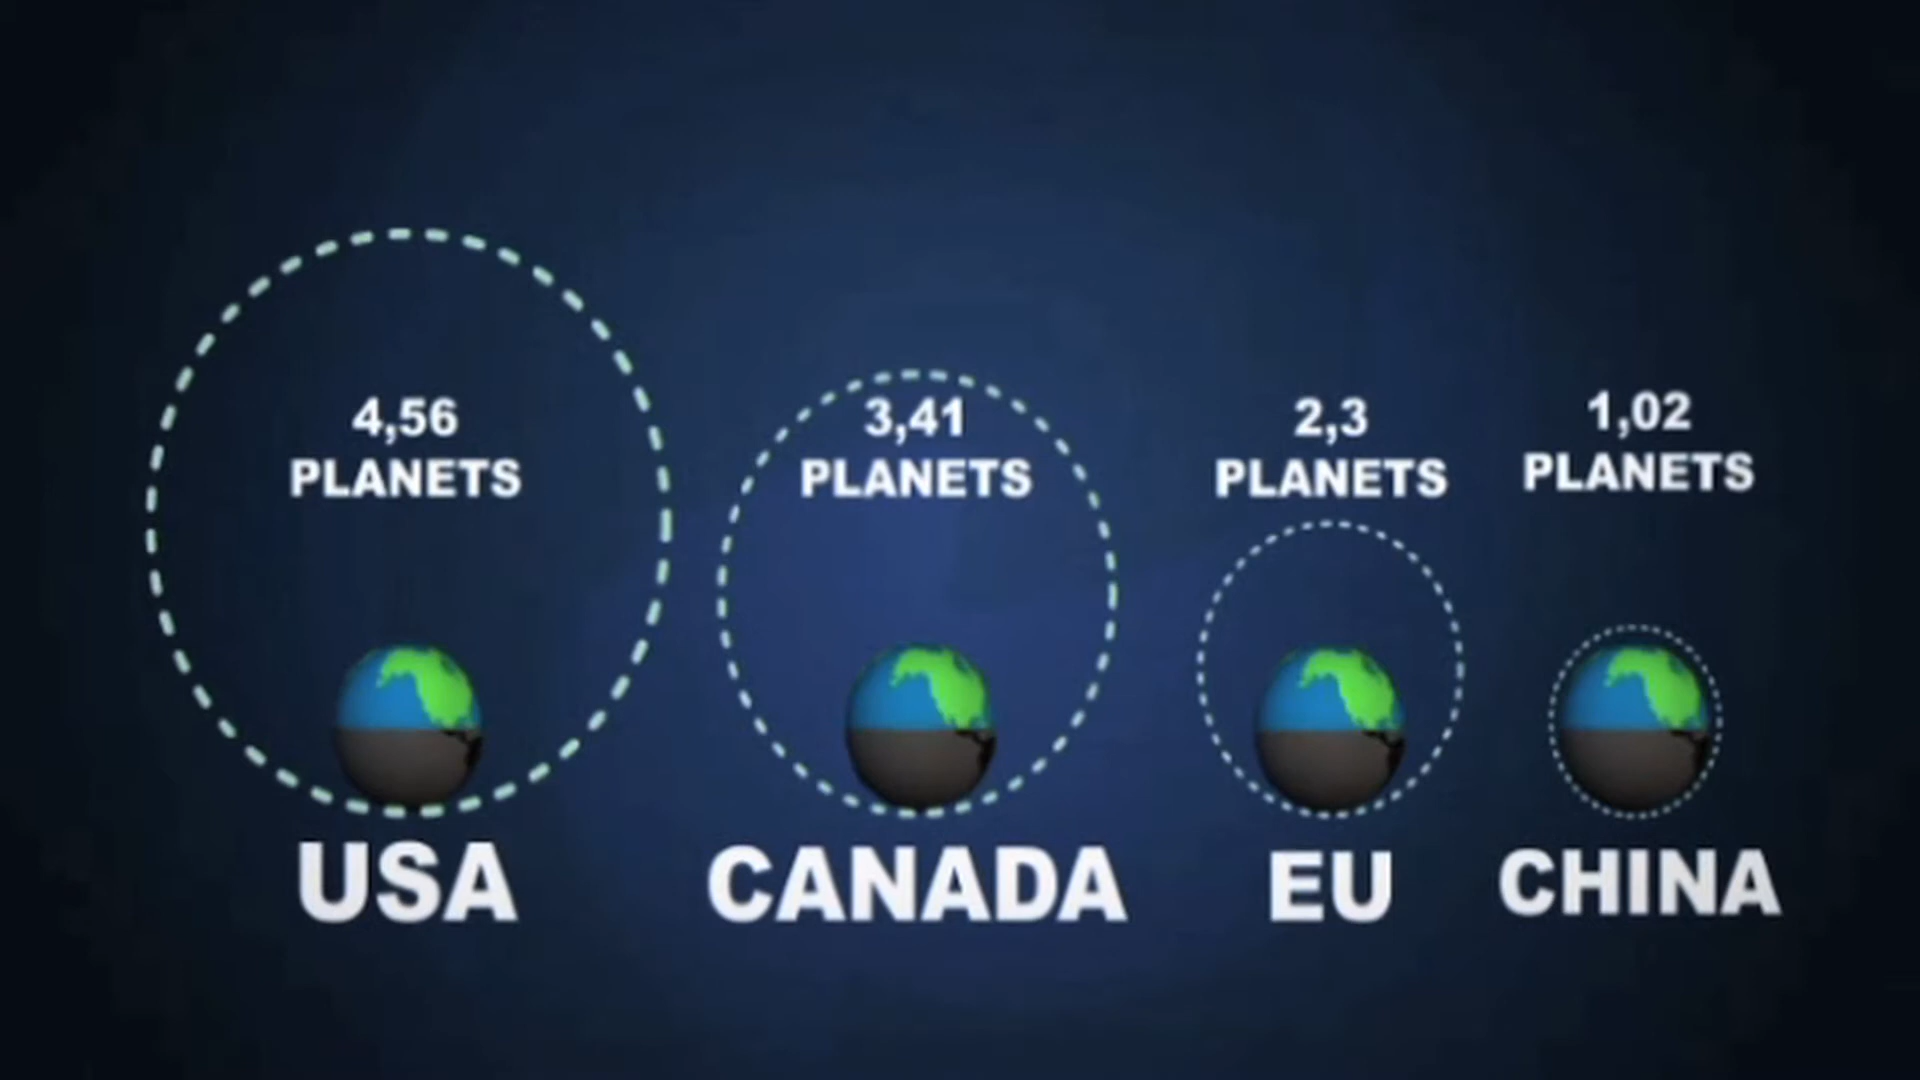 4,56
PLANETS
3,41
PLANETS
2,3
PLANETS
1,02
PLANETS
USA
CANADA
EU
CHINA